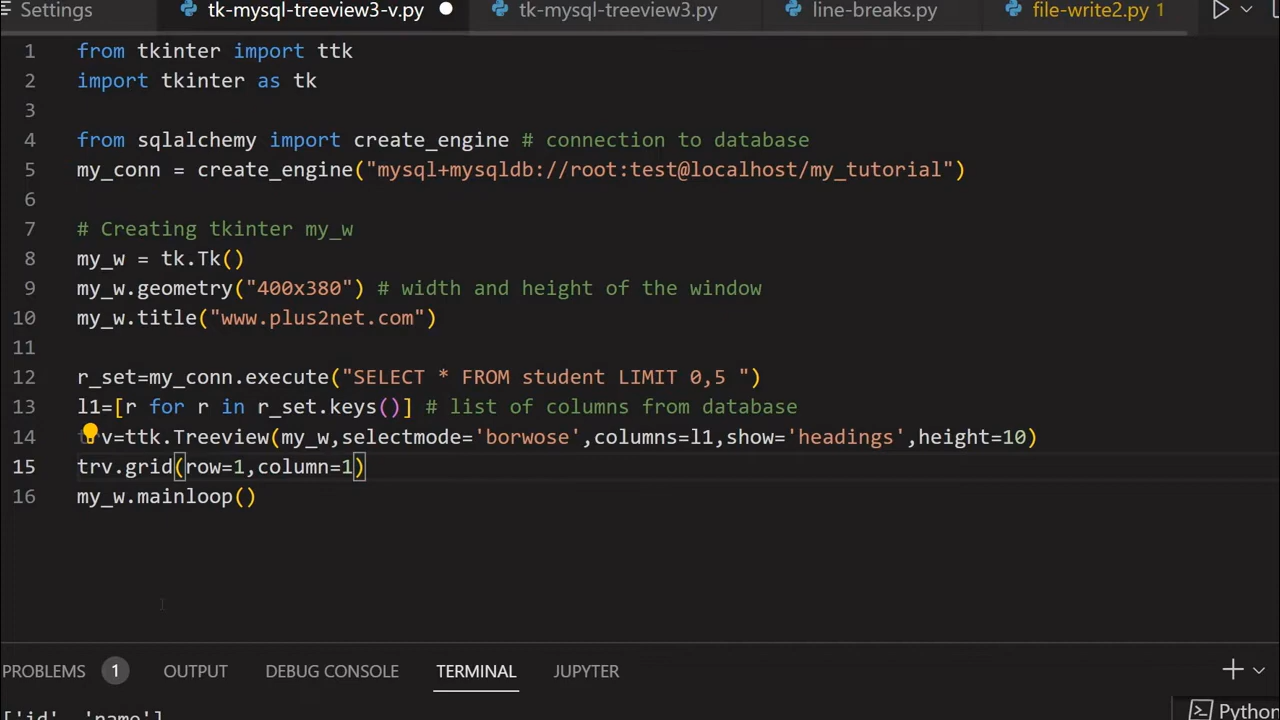 Settings
tk-mysql-treeview3-v.py
tk-mysql-treeview3.py
line-breaks.py
file-write2.py 1
1 from tkinter import ttk
2 import tkinter as tk
3
4 from sqlalchemy import create_engine # connection to database
5 my_conn = create_engine("mysql+mysqldb://root:test@localhost/my_tutorial")
6
7 # Creating tkinter my_w
8 my_w = tk.Tk()
9 my_w.geometry("400x380") # width and height of the window
10 my_w.title("www.plus2net.com")
11
12 r_set=my_conn.execute("SELECT * FROM student LIMIT 0,5 ")
13 l1=[r for r in r_set.keys()] # list of columns from database
14 trv=ttk.Treeview(my_w,selectmode='borwose',columns=l1,show='headings',height=10)
15 trv.grid(row=1,column=1)
16 my_w.mainloop()
PROBLEMS 1 OUTPUT DEBUG CONSOLE TERMINAL JUPYTER
['id', 'name']
Python